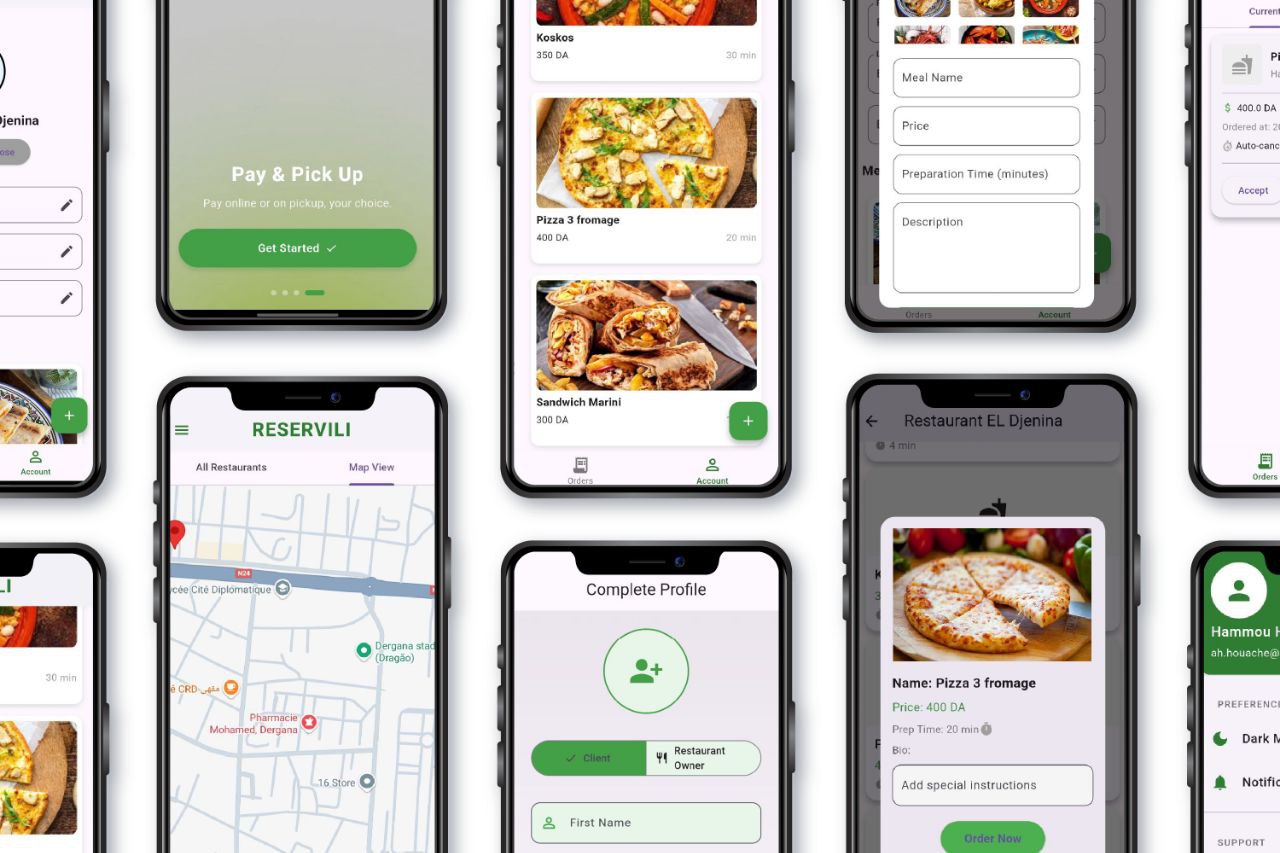 Djenina
ose
Account
LI
30 min
Pay & Pick Up
Pay online or on pickup, your choice.
Get Started
RESERVILI
All Restaurants
Map View
N24
ycée Cité Diplomatique
Dergana stad
(Dragão)
é CRD مقهى
Pharmacie
Mohamed, Dergana
16 Store
Koskos
350 DA
30 min
Pizza 3 fromage
400 DA
20 min
Sandwich Marini
300 DA
+
Orders
Account
Complete Profile
Client
Restaurant
Owner
First Name
Meal Name
Price
Preparation Time (minutes)
Description
Me
Orders
Account
Restaurant EL Djenina
4 min
Name: Pizza 3 fromage
Price: 400 DA
Prep Time: 20 min
Bio:
Add special instructions
Order Now
Current
Pi
Ha
$ 400.0 DA
Ordered at: 20
Auto-canc
Accept
Orders
Hammou H
ah.houache@
PREFERENCE
Dark M
Notific
SUPPORT